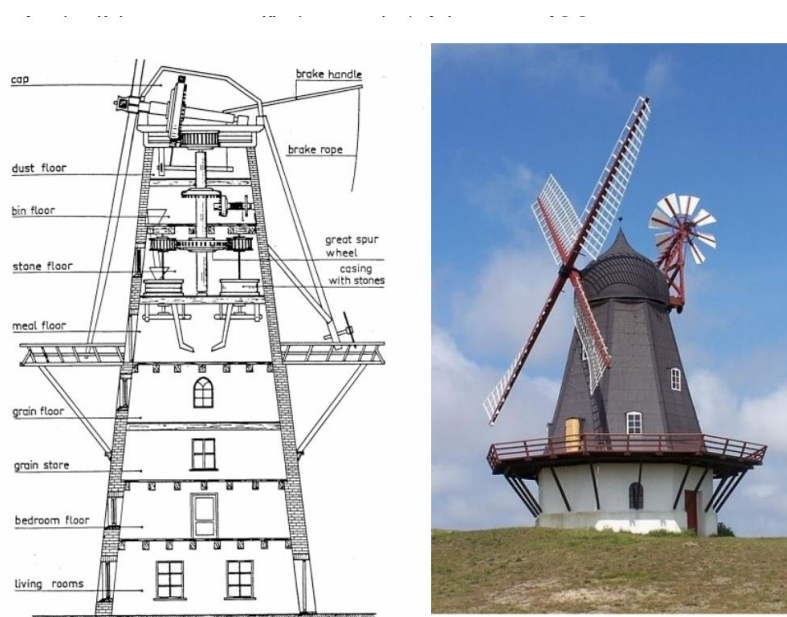 cap
brake handle
brake rope
dust floor
bin floor
great spur
wheel
stone floor
casing
with stones
meal floor
grain floor
grain store
bedroom floor
living rooms